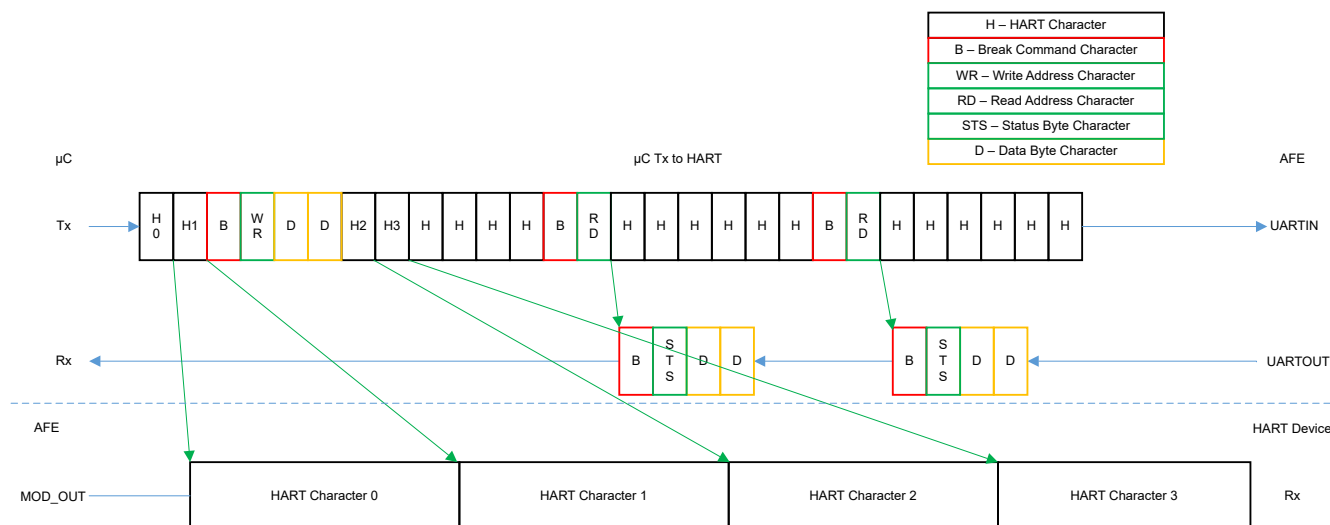 H – HART Character
B – Break Command Character
WR – Write Address Character
RD – Read Address Character
STS – Status Byte Character
D – Data Byte Character
µC
µC Tx to HART
AFE
Tx
H
0
H1
B
W
R
D
D
H2
H3
H
H
H
H
B
R
D
H
H
H
H
H
H
B
R
D
H
H
H
H
H
H
UARTIN
Rx
B
S
T
S
D
D
B
S
T
S
D
D
UARTOUT
AFE
HART Device
MOD_OUT
HART Character 0
HART Character 1
HART Character 2
HART Character 3
Rx